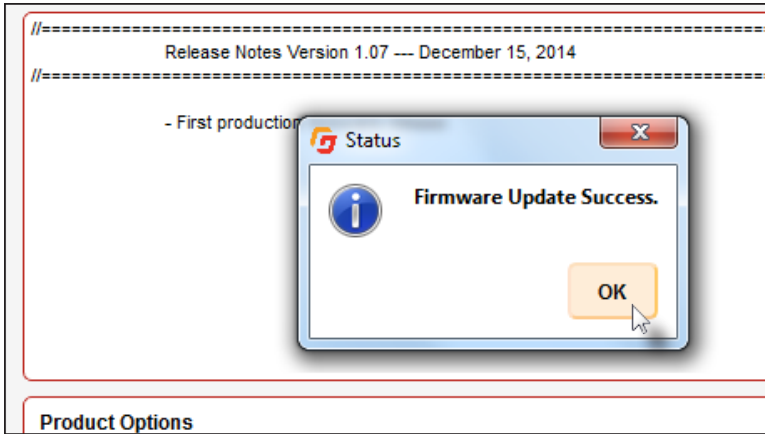 //==========================================================================
Release Notes Version 1.07 --- December 15, 2014
//==========================================================================
- First production
Status
Firmware Update Success.
OK
Product Options